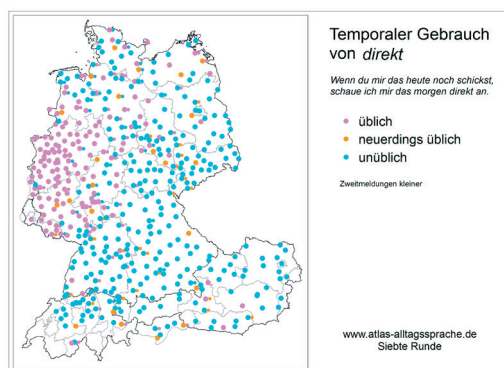 Temporaler Gebrauch
von direkt
Wenn du mir das heute noch schickst,
schaue ich mir das morgen direkt an.
üblich
neuerdings üblich
unüblich
Zweitmeldungen kleiner
www.atlas-alltagssprache.de
Siebte Runde